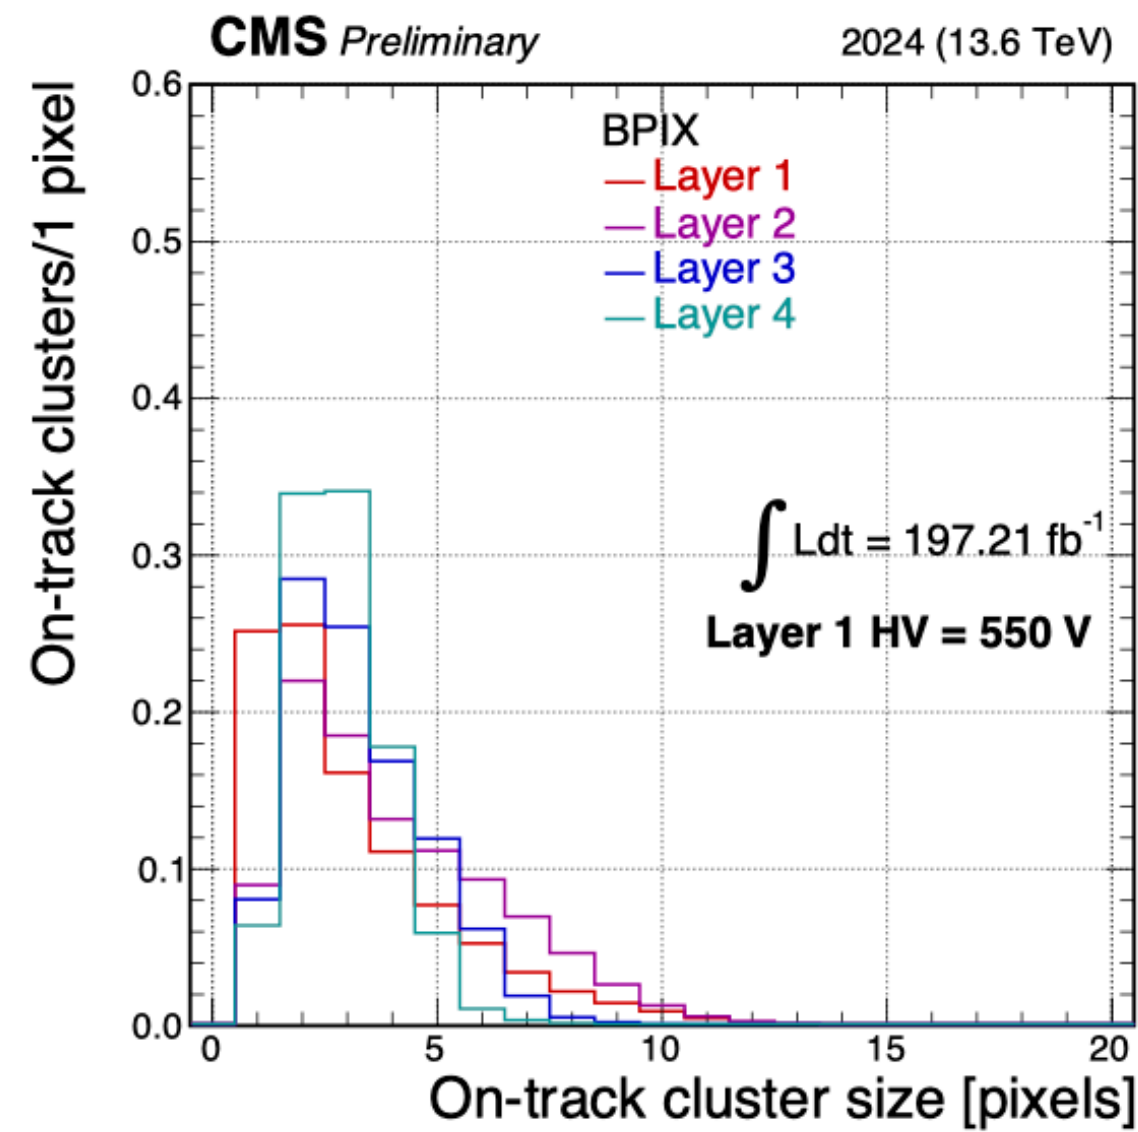 CMS Preliminary 2024 (13.6 TeV)
On-track clusters/1 pixel
0.6
0.5
0.4
0.3
0.2
0.1
0.0
BPIX
Layer 1
Layer 2
Layer 3
Layer 4
∫ Ldt = 197.21 fb⁻¹
Layer 1 HV = 550 V
0 5 10 15 20
On-track cluster size [pixels]